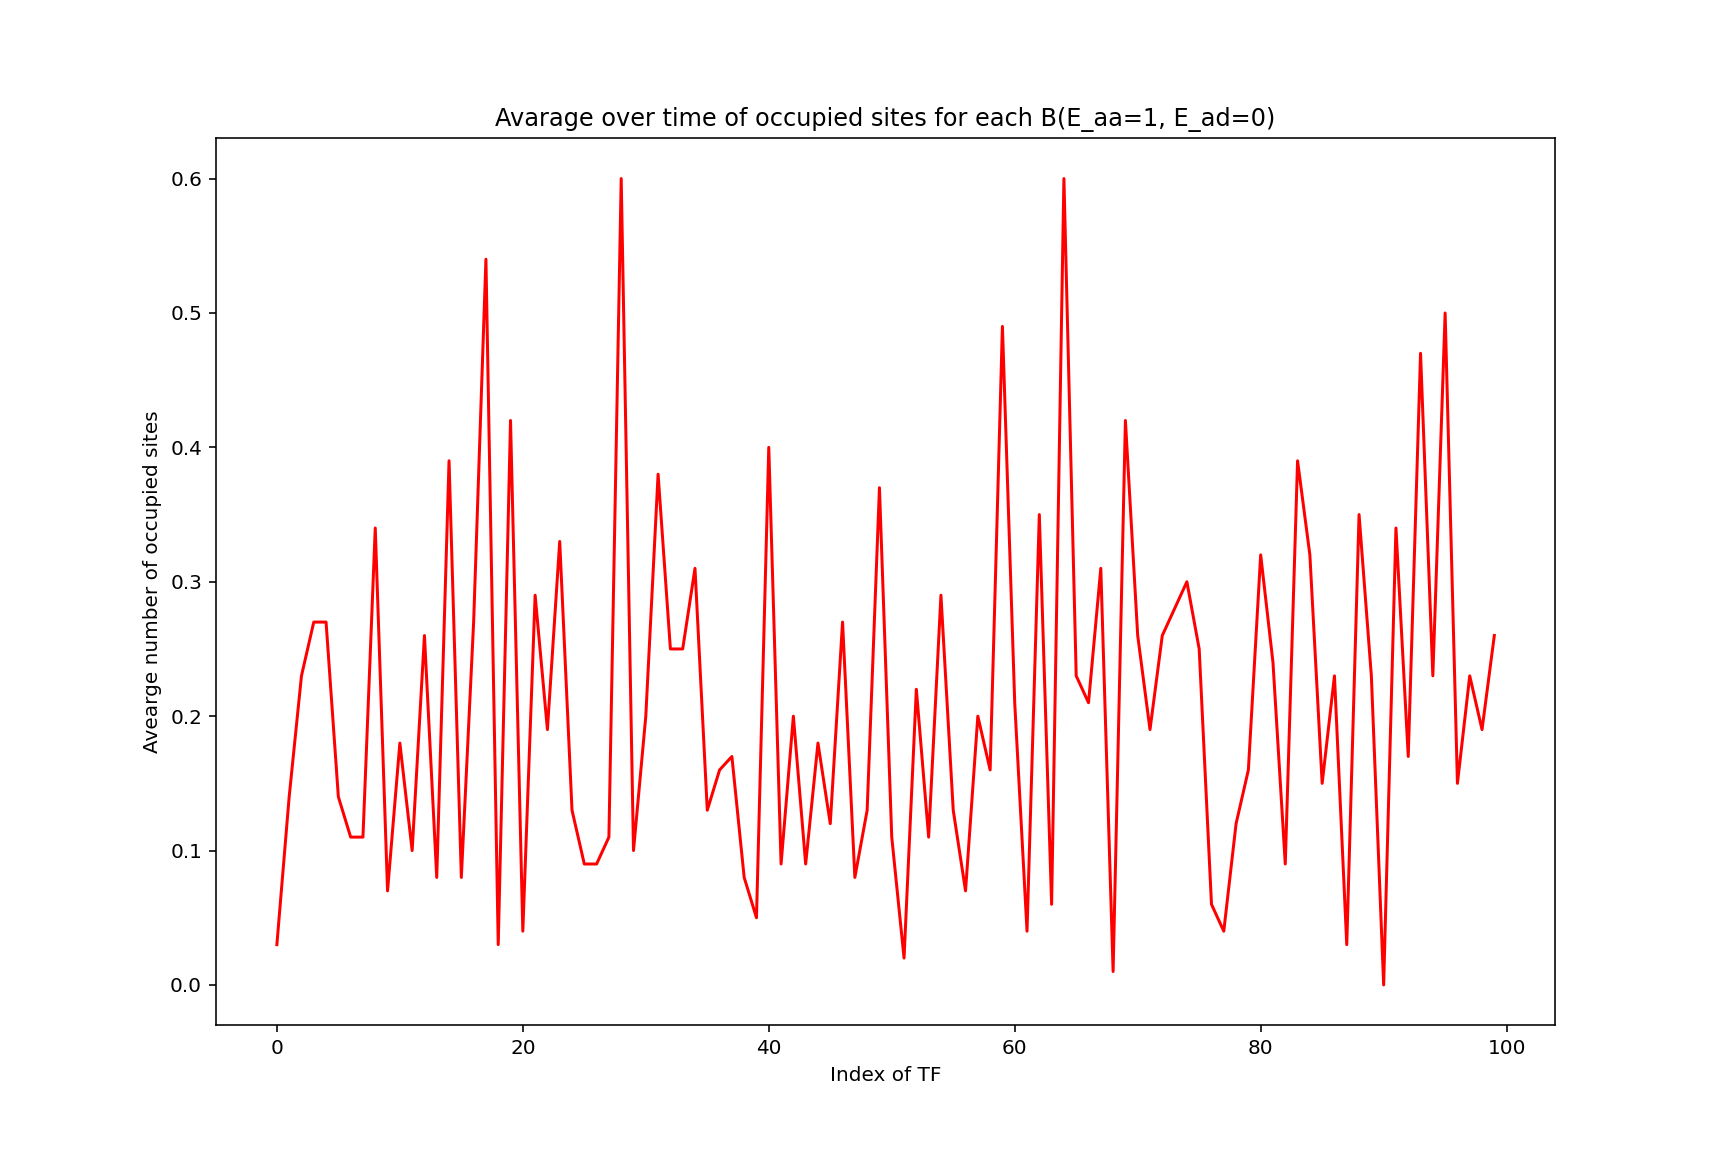 Avarage over time of occupied sites for each B(E_aa=1, E_ad=0)
0.6
0.5
0.4
0.3
0.2
0.1
0.0
Avearge number of occupied sites
0 20 40 60 80 100
Index of TF